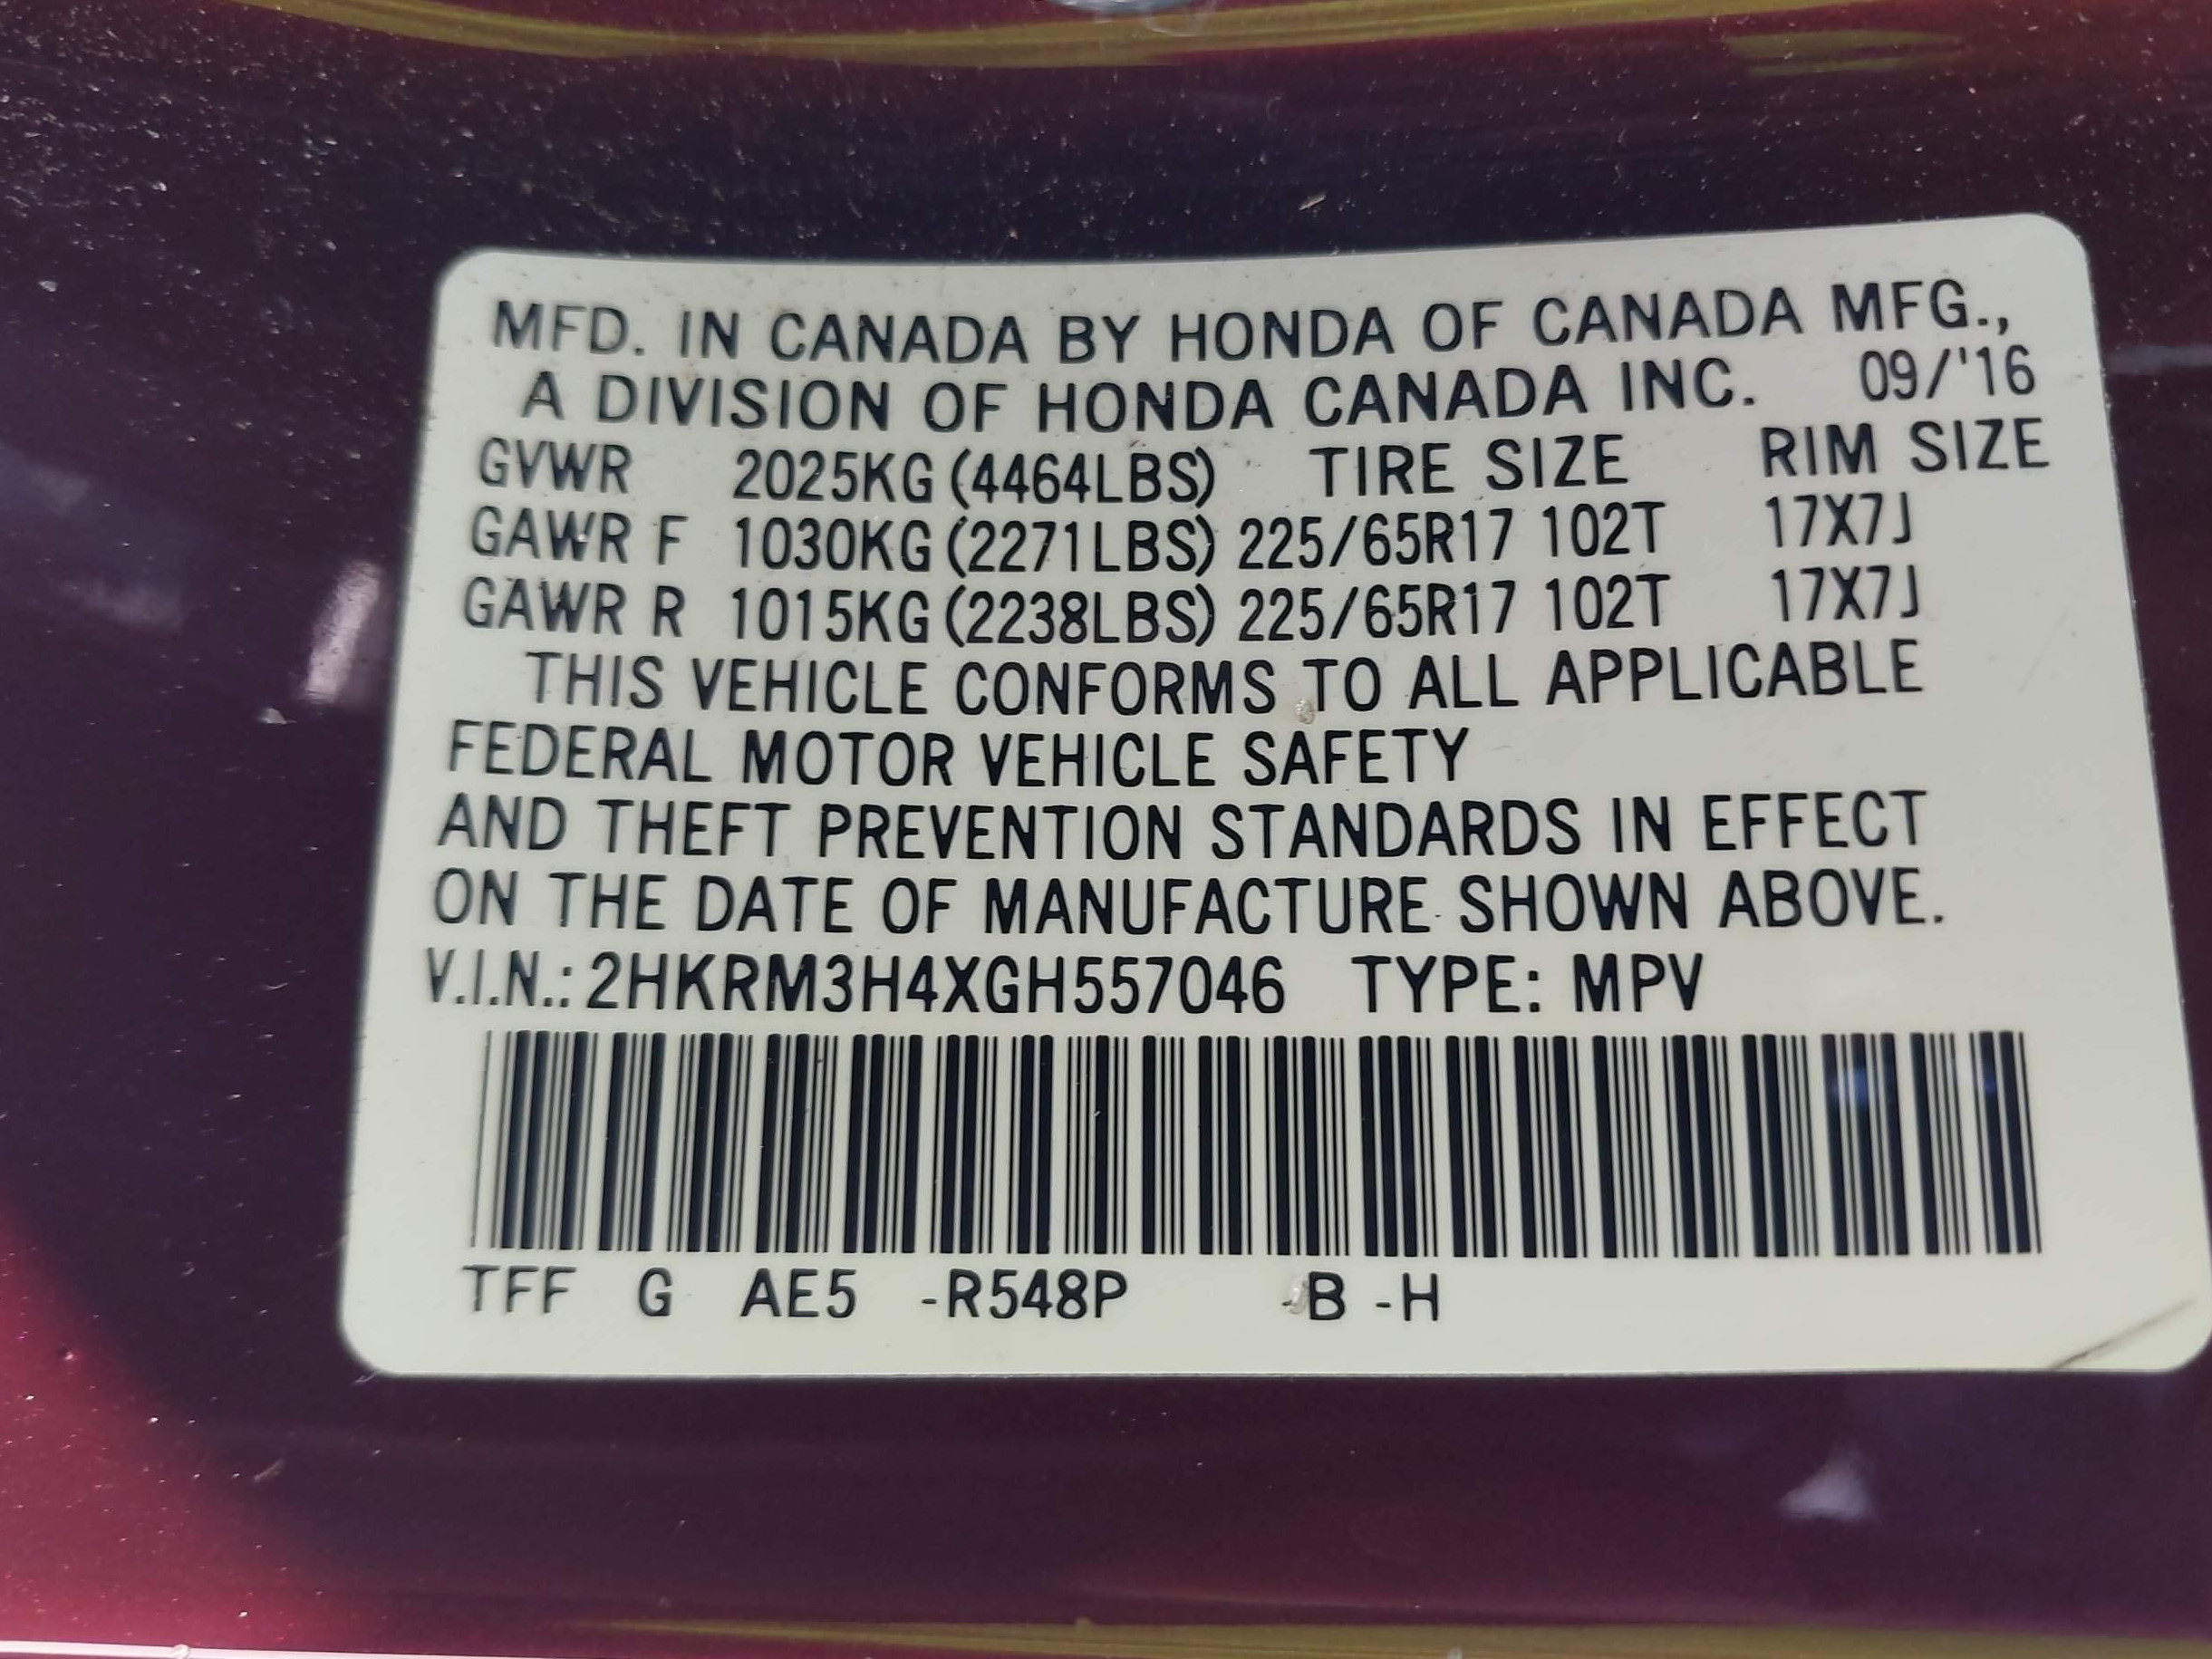 MFD. IN CANADA BY HONDA OF CANADA MFG.,
A DIVISION OF HONDA CANADA INC. 09/'16
GVWR 2025KG (4464LBS) TIRE SIZE RIM SIZE
GAWR F 1030KG (2271LBS) 225/65R17 102T 17X7J
GAWR R 1015KG (2238LBS) 225/65R17 102T 17X7J
THIS VEHICLE CONFORMS TO ALL APPLICABLE
FEDERAL MOTOR VEHICLE SAFETY
AND THEFT PREVENTION STANDARDS IN EFFECT
ON THE DATE OF MANUFACTURE SHOWN ABOVE.
V.I.N.: 2HKRM3H4XGH557046 TYPE: MPV
TFF G AE5 -R548P -B -H